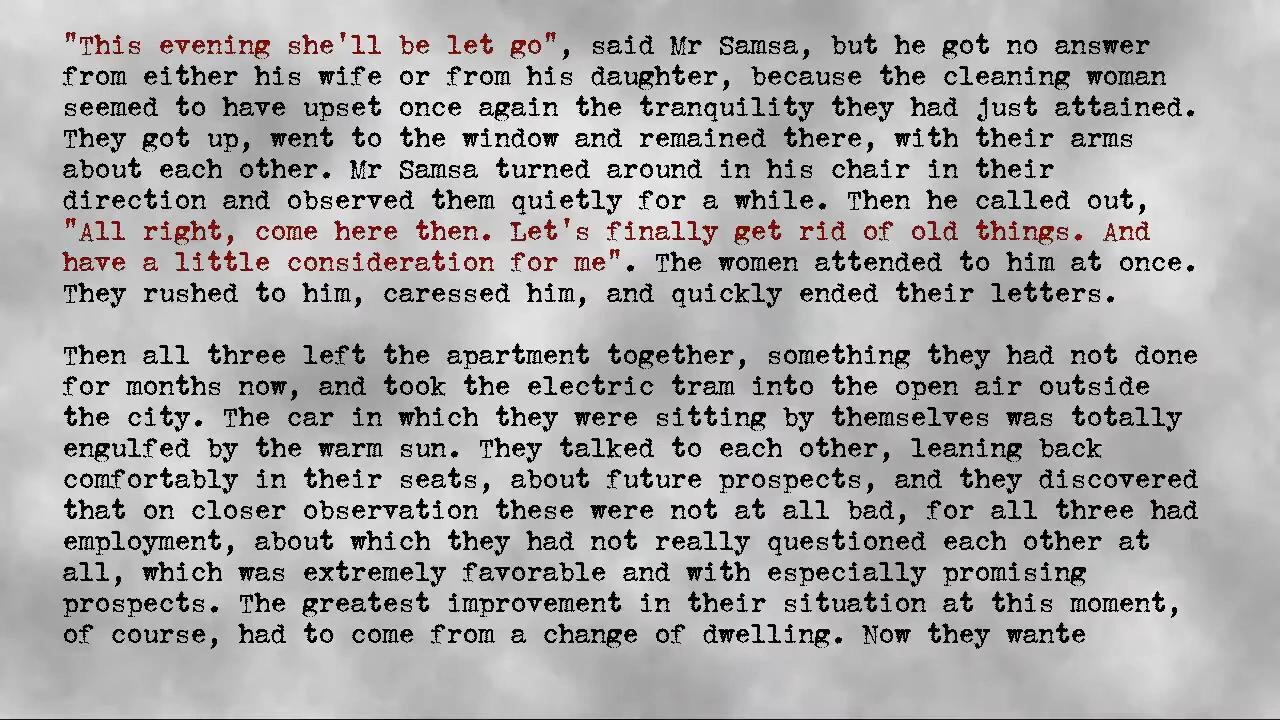 "This evening she'll be let go", said Mr Samsa, but he got no answer
from either his wife or from his daughter, because the cleaning woman
seemed to have upset once again the tranquility they had just attained.
They got up, went to the window and remained there, with their arms
about each other. Mr Samsa turned around in his chair in their
direction and observed them quietly for a while. Then he called out,
"All right, come here then. Let's finally get rid of old things. And
have a little consideration for me". The women attended to him at once.
They rushed to him, caressed him, and quickly ended their letters.

Then all three left the apartment together, something they had not done
for months now, and took the electric tram into the open air outside
the city. The car in which they were sitting by themselves was totally
engulfed by the warm sun. They talked to each other, leaning back
comfortably in their seats, about future prospects, and they discovered
that on closer observation these were not at all bad, for all three had
employment, about which they had not really questioned each other at
all, which was extremely favorable and with especially promising
prospects. The greatest improvement in their situation at this moment,
of course, had to come from a change of dwelling. Now they wante